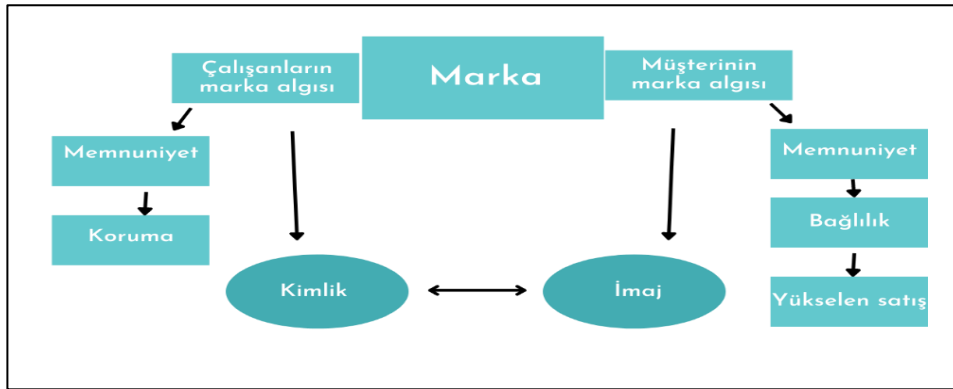 Çalışanların
marka algısı
Marka
Müşterinin
marka algısı
Memnuniyet
Memnuniyet
Koruma
Bağlılık
Kimlik
İmaj
Yükselen satış